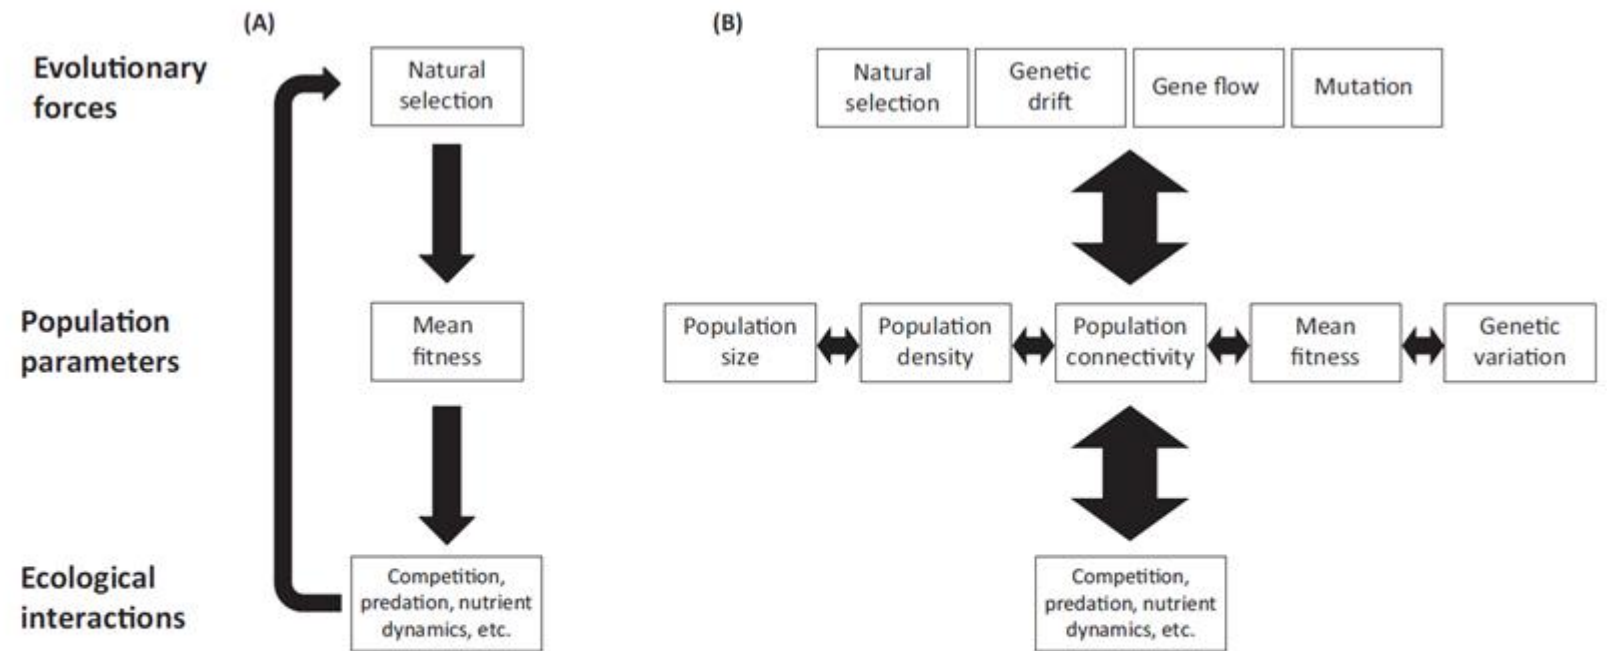 (A)
(B)
Evolutionary
forces
Natural
selection
Natural
selection
Genetic
drift
Gene flow
Mutation
Population
parameters
Mean
fitness
Population
size
Population
density
Population
connectivity
Mean
fitness
Genetic
variation
Ecological
interactions
Competition,
predation, nutrient
dynamics, etc.
Competition,
predation, nutrient
dynamics, etc.